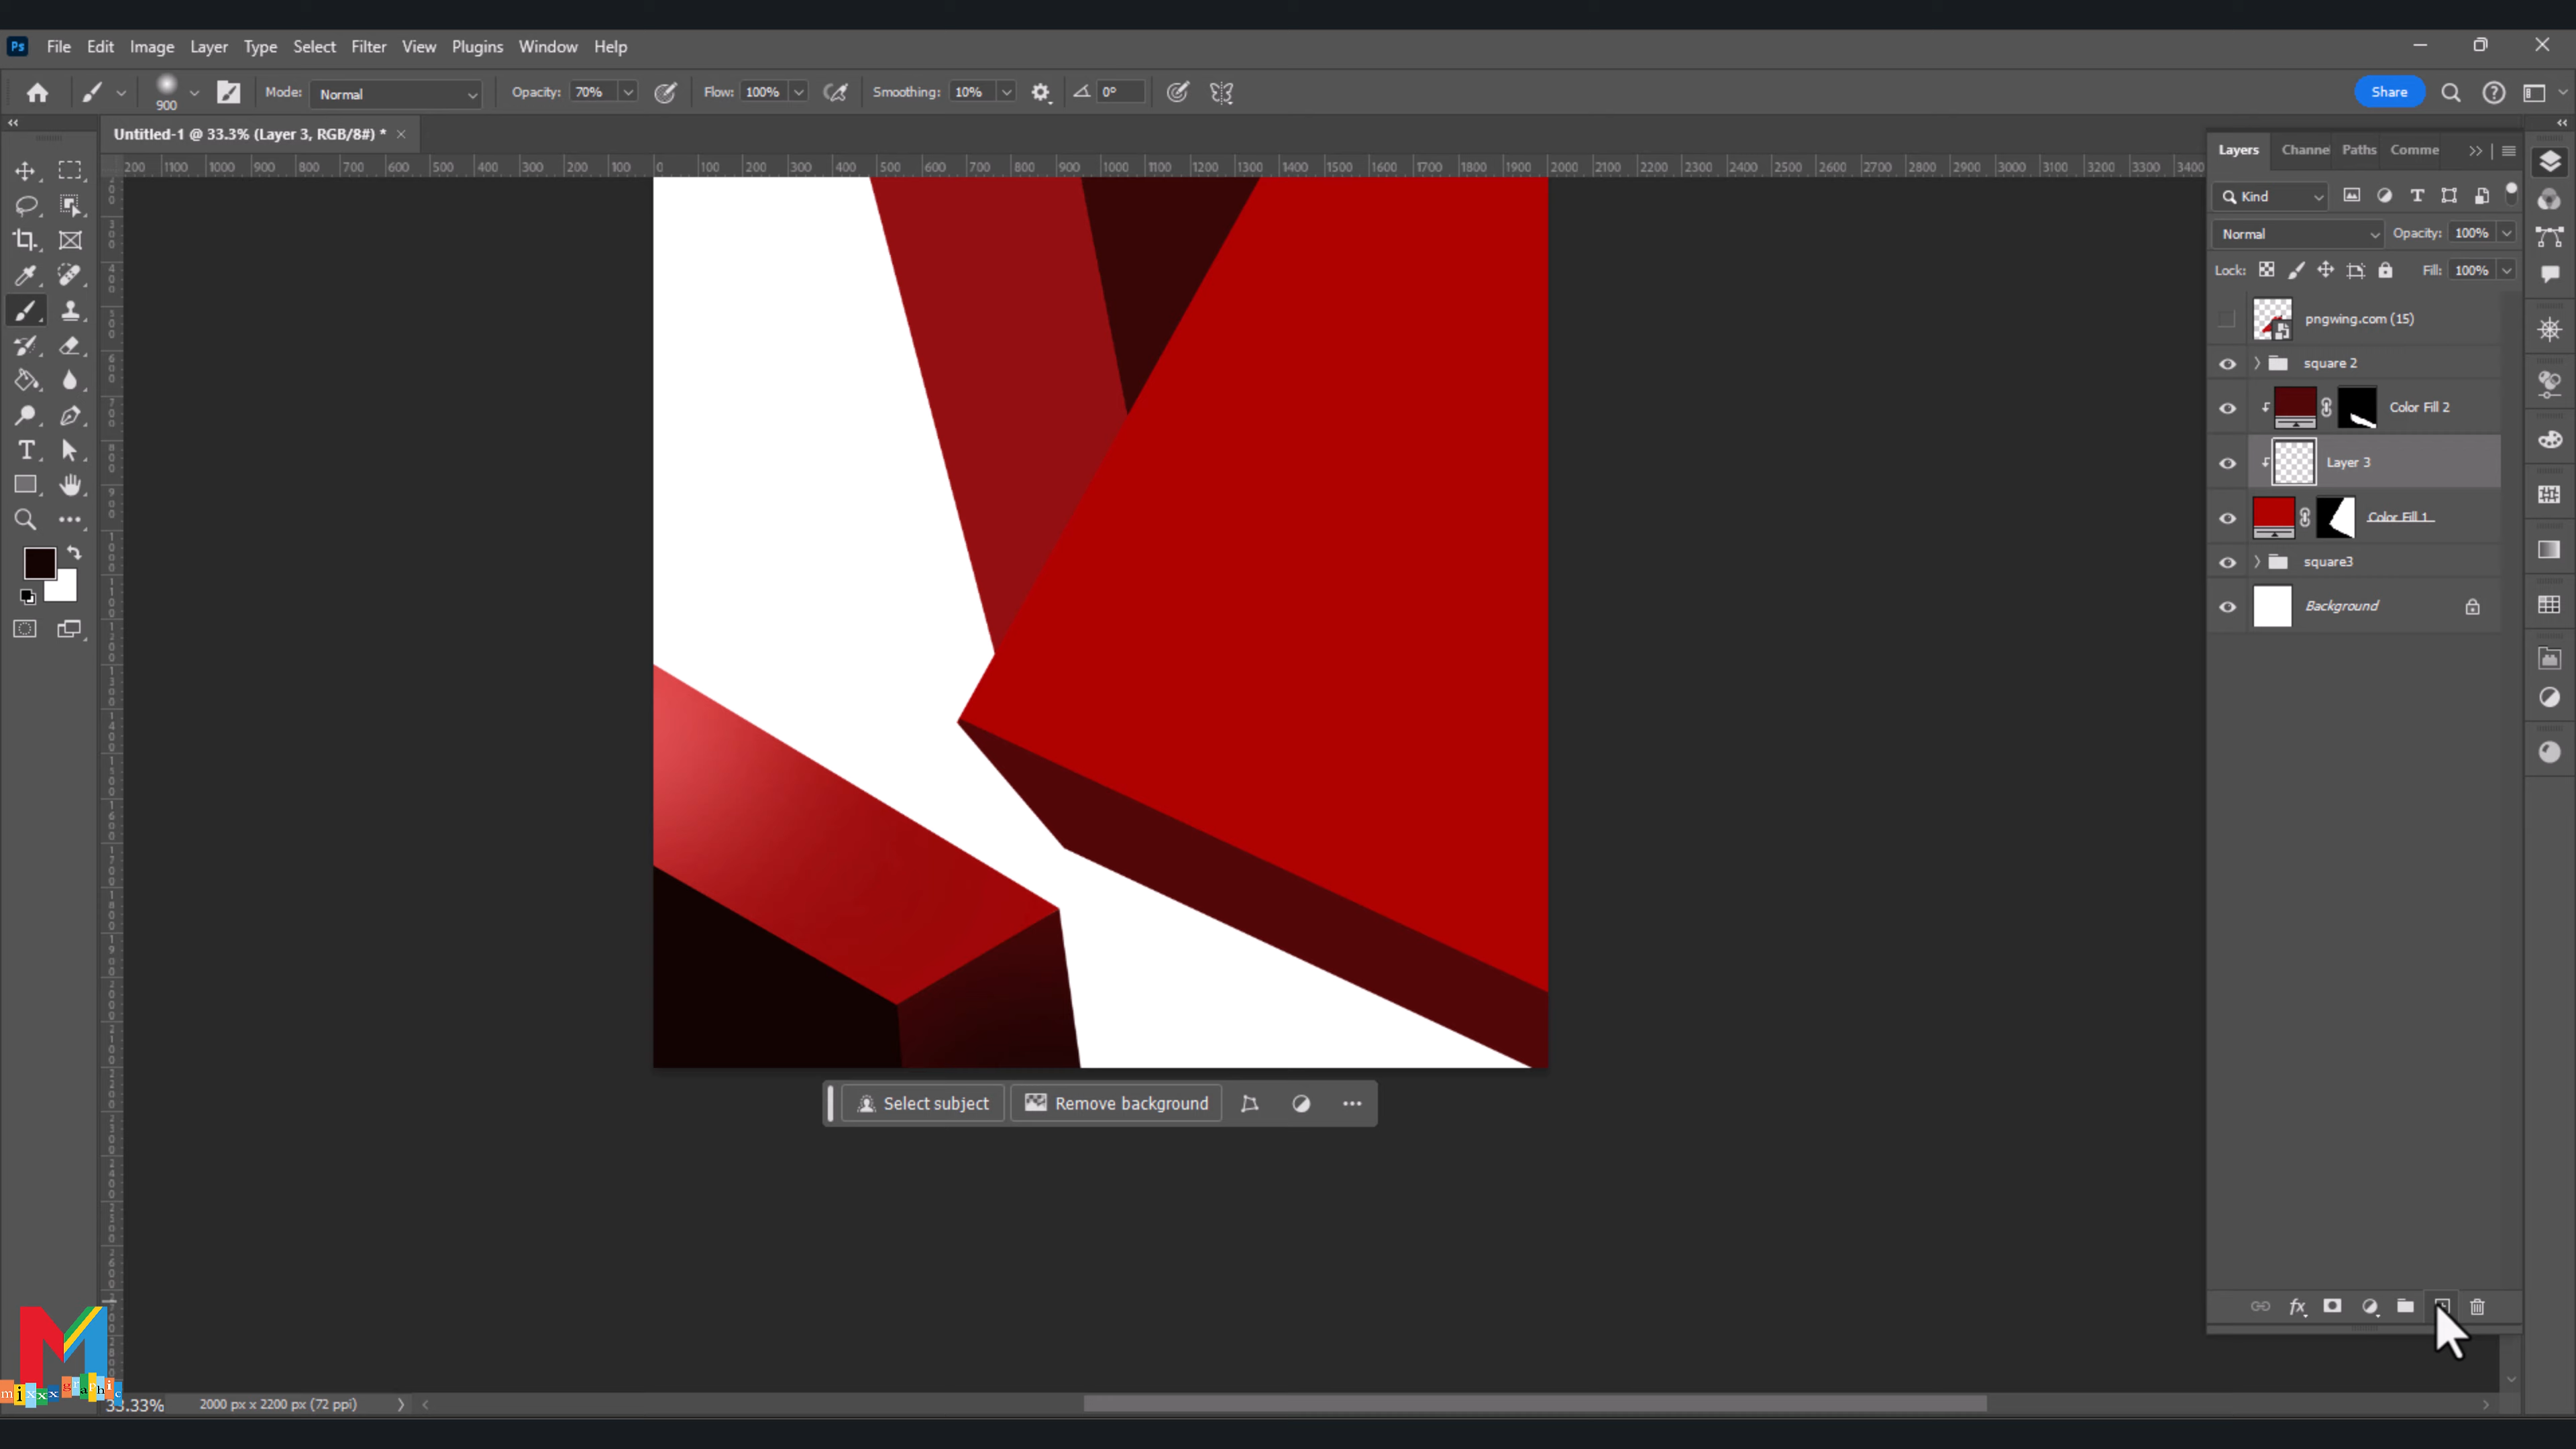 Ps File Edit Image Layer Type Select Filter View Plugins Window Help
900 Mode: Normal Opacity: 70% Flow: 100% Smoothing: 10% 0° Share
Untitled-1 @ 33.3% (Layer 3, RGB/8#) *
200 1100 1000 900 800 700 600 500 400 300 200 100 0 100 200 300 400 500 600 700 800 900 1000 1100 1200 1300 1400 1500 1600 1700 1800 1900 2000 2100 2200 2300 2400 2500 2600 2700 2800 2900 3000 3100 3200 3300 3400
Layers Channe Paths Comme
Kind
Normal Opacity: 100%
Lock: Fill: 100%
pngwing.com (15)
square 2
Color Fill 2
Layer 3
Color Fill 1
square3
Background
Select subject Remove background
fx
M
mixxxgraphic
33.33% 2000 px x 2200 px (72 ppi)